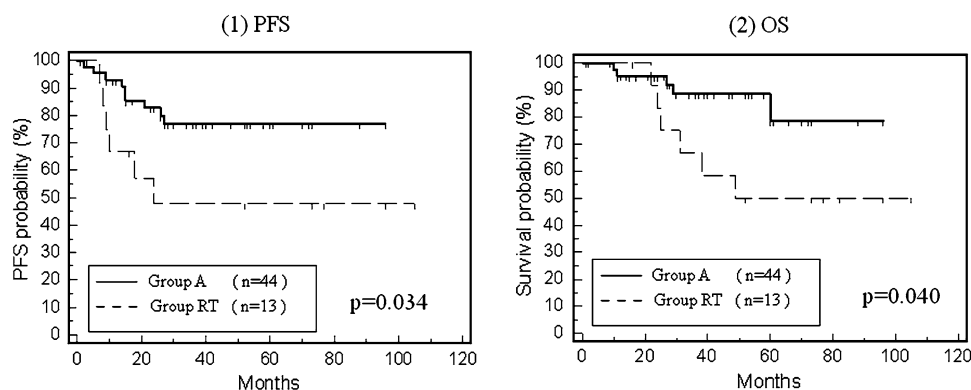 (1) PFS
PFS probability (%)
100
90
80
70
60
50
40
30
20
10
0
Group A (n=44)
Group RT (n=13)
p=0.034
0 20 40 60 80 100 120
Months
(2) OS
Survival probability (%)
100
90
80
70
60
50
40
30
20
10
0
Group A (n=44)
Group RT (n=13)
p=0.040
0 20 40 60 80 100 120
Months